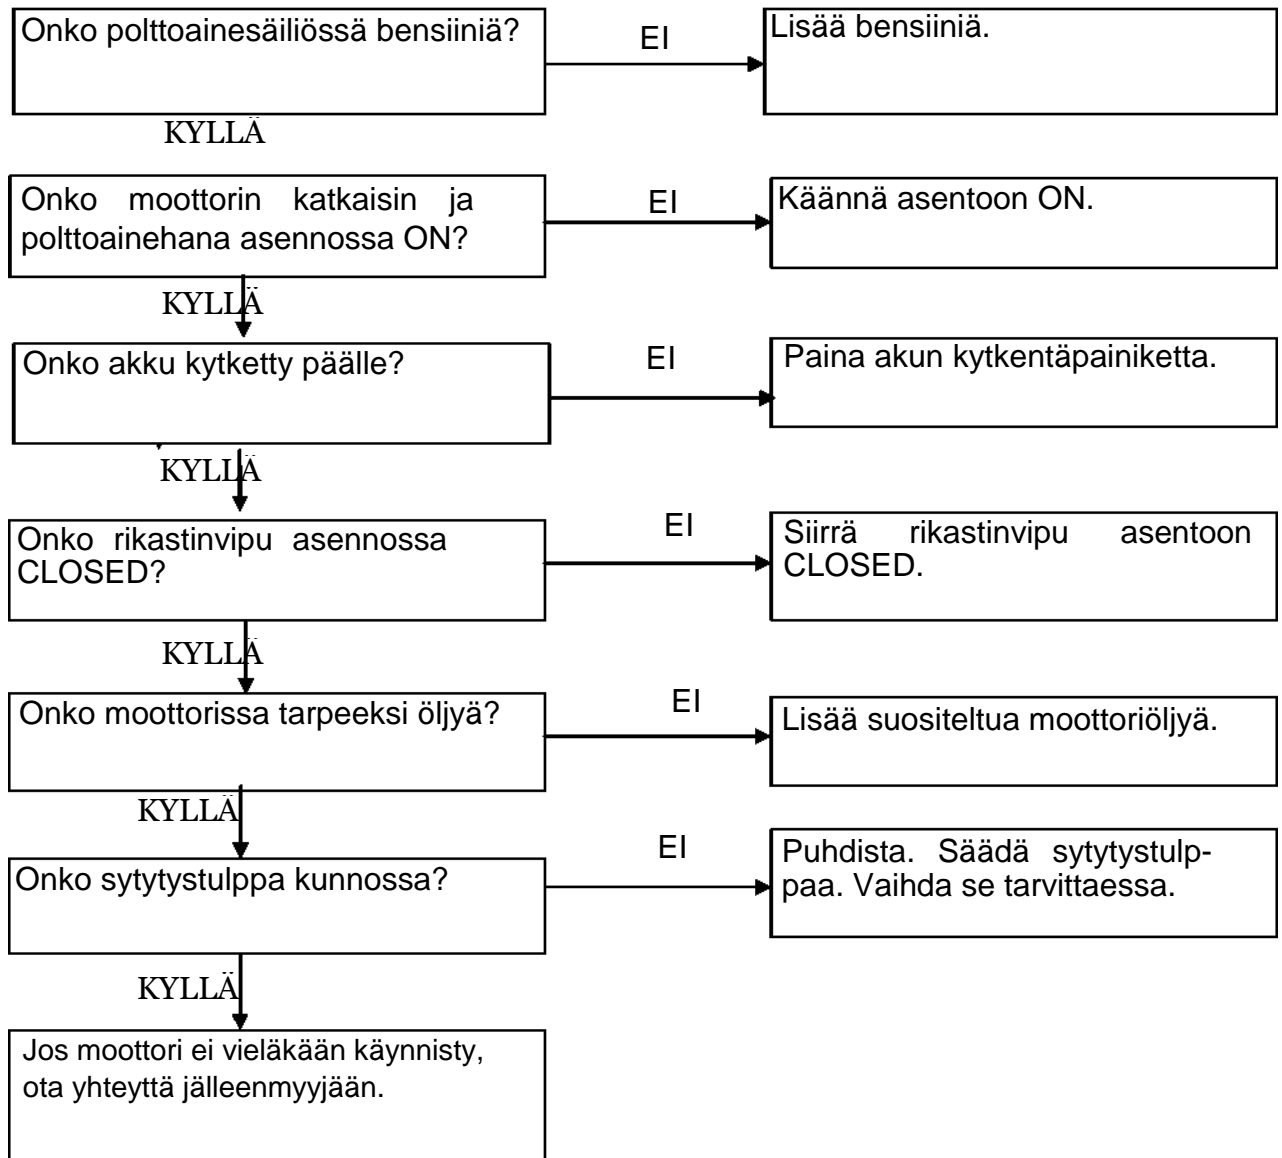 Onko polttoainesäiliössä bensiiniä?
EI
Lisää bensiiniä.
KYLLÄ
Onko moottorin katkaisin ja
polttoainehana asennossa ON?
EI
Käännä asentoon ON.
KYLLÄ
Onko akku kytketty päälle?
EI
Paina akun kytkentäpainiketta.
KYLLÄ
Onko rikastinvipu asennossa
CLOSED?
EI
Siirrä rikastinvipu asentoon
CLOSED.
KYLLÄ
Onko moottorissa tarpeeksi öljyä?
EI
Lisää suositeltua moottoriöljyä.
KYLLÄ
Onko sytytystulppa kunnossa?
EI
Puhdista. Säädä sytytystulp-
paa. Vaihda se tarvittaessa.
KYLLÄ
Jos moottori ei vieläkään käynnisty,
ota yhteyttä jälleenmyyjään.